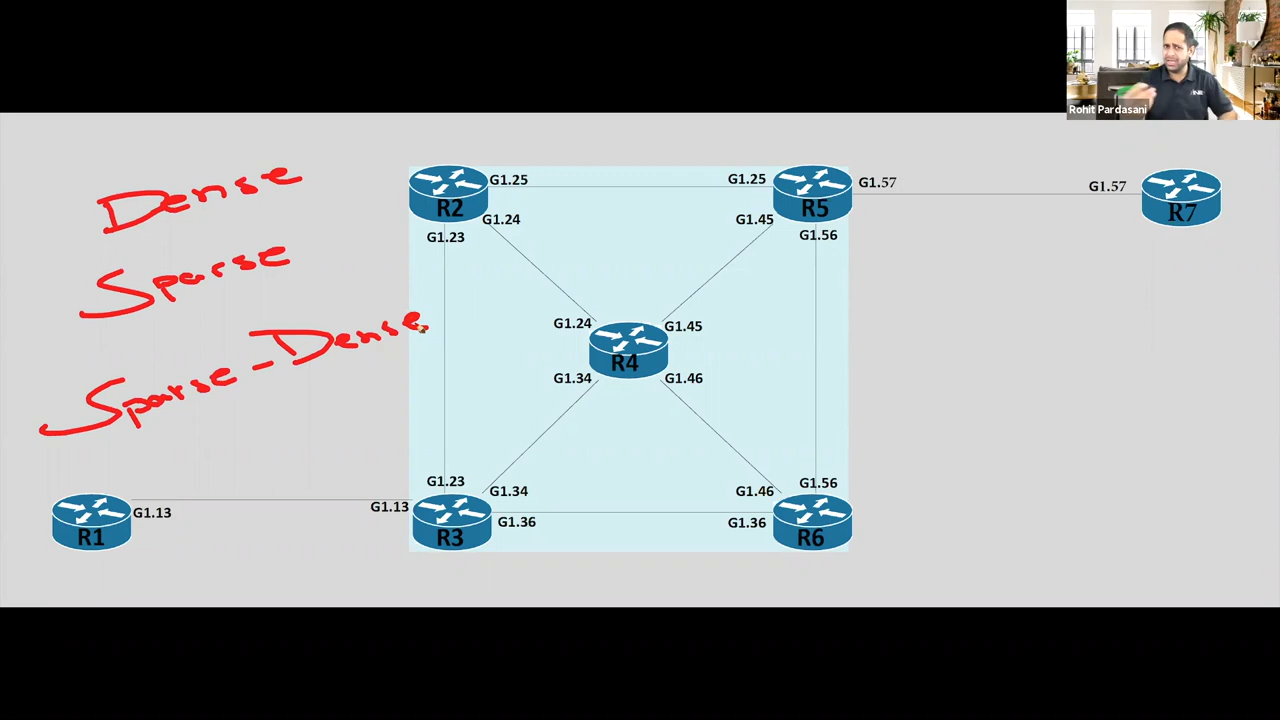 Rohit Pardasani
Dense
Sparse
Sparse-Dense
R2
G1.25
G1.24
G1.23
G1.25
R5
G1.57
G1.45
G1.56
G1.57
R7
G1.24
G1.45
R4
G1.34
G1.46
R1
G1.13
G1.13
G1.23
G1.34
R3
G1.36
G1.46
G1.56
G1.36
R6